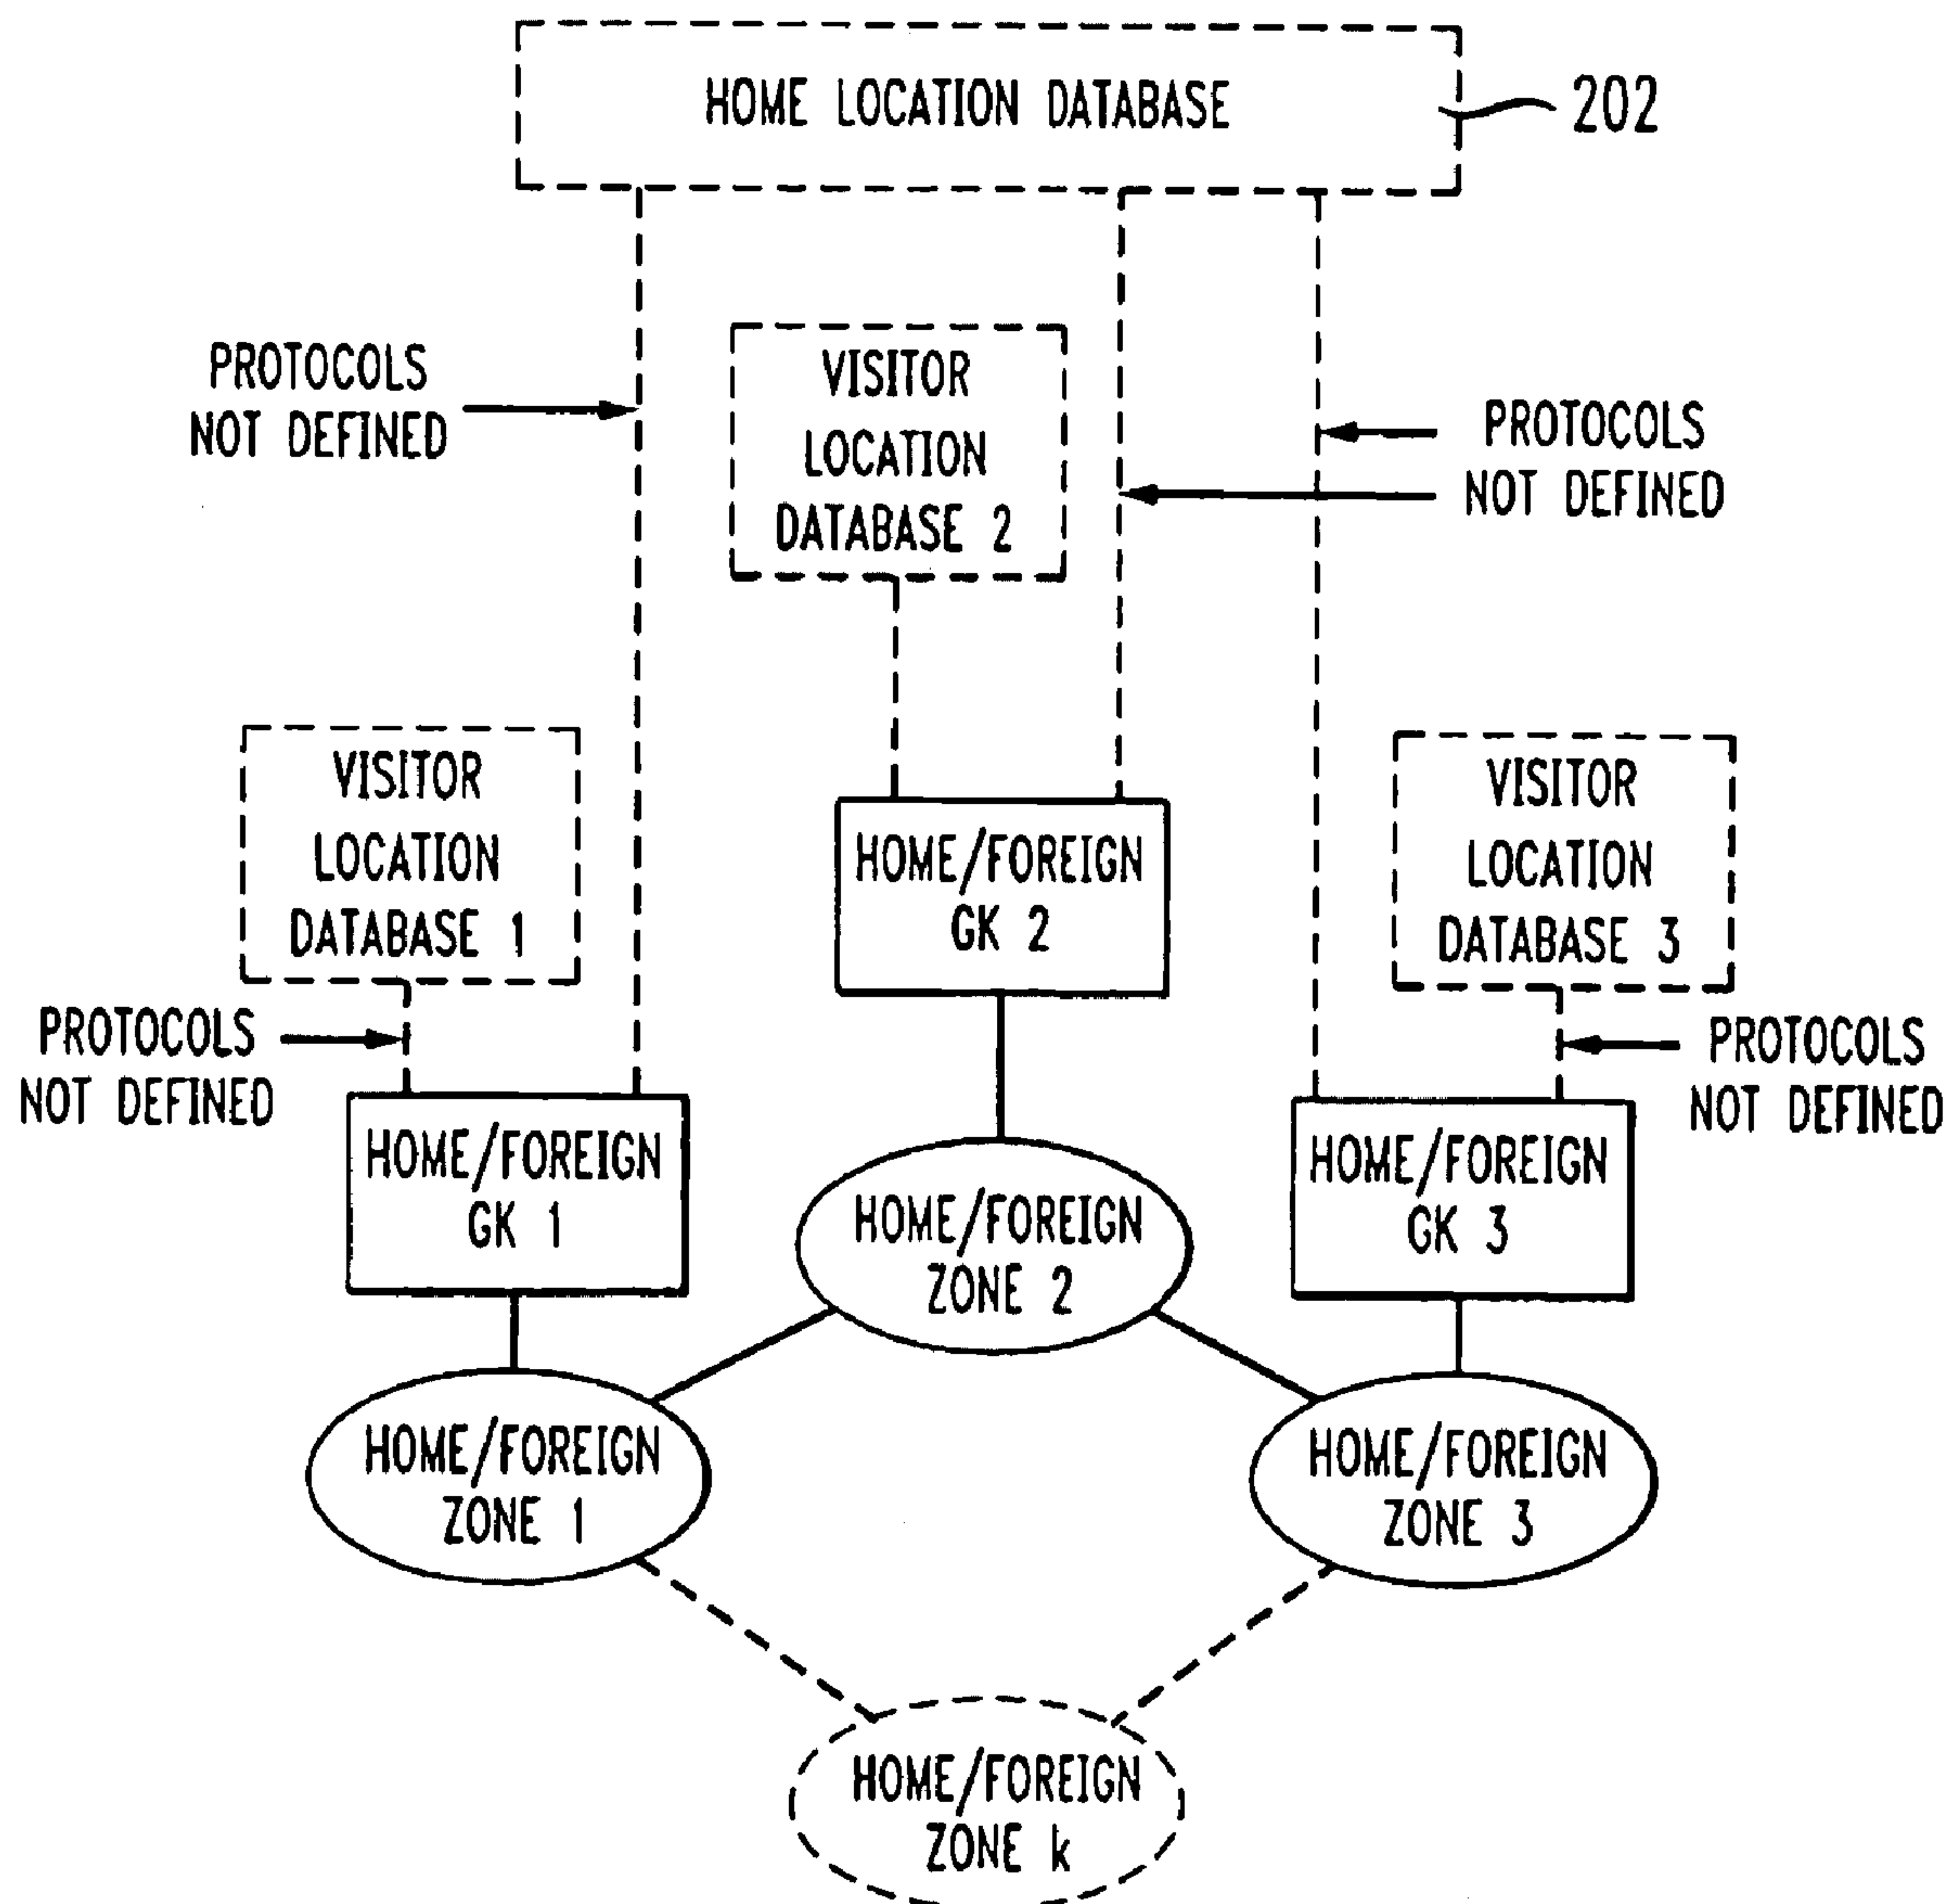 HOME LOCATION DATABASE
202
PROTOCOLS
NOT DEFINED
VISITOR
LOCATION
DATABASE 2
PROTOCOLS
NOT DEFINED
VISITOR
LOCATION
DATABASE 1
HOME/FOREIGN
GK 2
VISITOR
LOCATION
DATABASE 3
PROTOCOLS
NOT DEFINED
PROTOCOLS
NOT DEFINED
HOME/FOREIGN
GK 1
HOME/FOREIGN
ZONE 2
HOME/FOREIGN
GK 3
HOME/FOREIGN
ZONE 1
HOME/FOREIGN
ZONE 3
HOME/FOREIGN
ZONE k